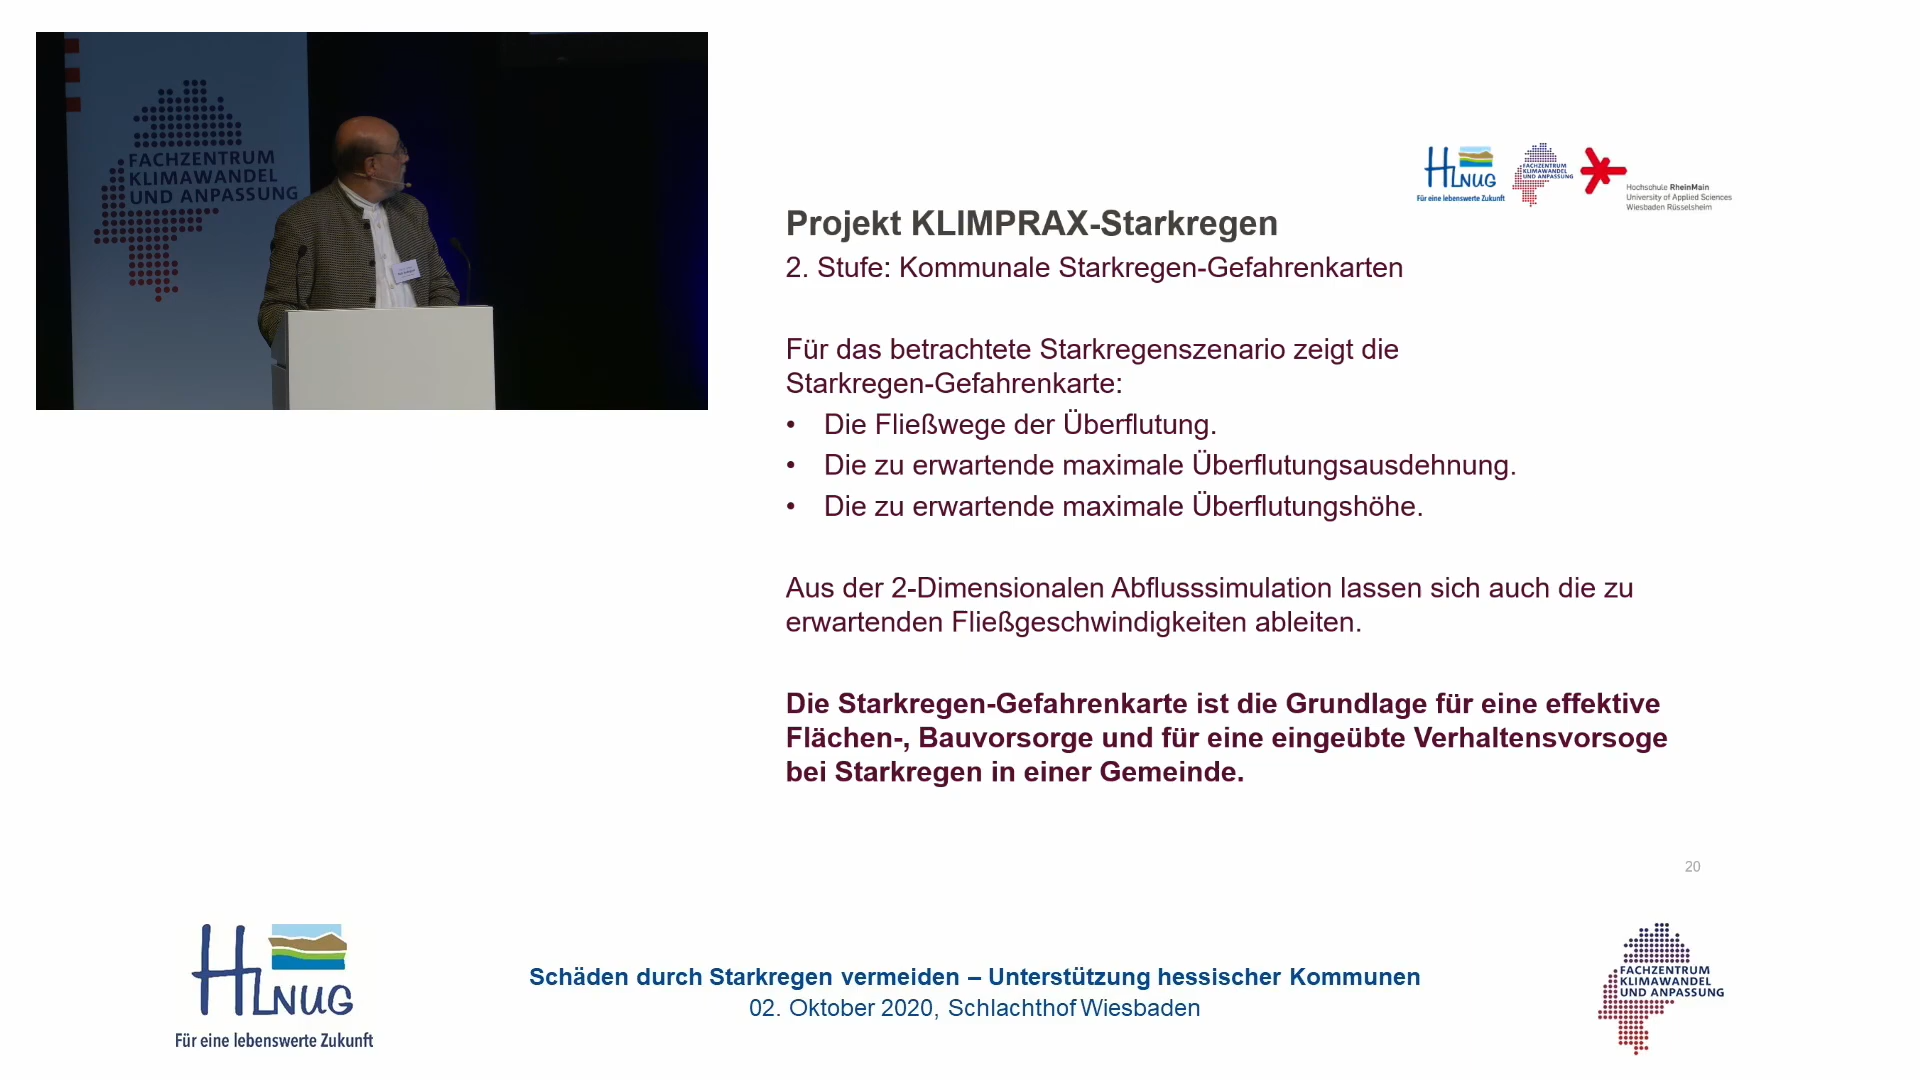 FACHZENTRUM
KLIMAWANDEL
UND ANPASSUNG
HLNUG
Für eine lebenswerte Zukunft
FACHZENTRUM
KLIMAWANDEL
UND ANPASSUNG
Hochschule RheinMain
University of Applied Sciences
Wiesbaden Rüsselsheim
Projekt KLIMPRAX-Starkregen
2. Stufe: Kommunale Starkregen-Gefahrenkarten
Für das betrachtete Starkregenszenario zeigt die
Starkregen-Gefahrenkarte:
• Die Fließwege der Überflutung.
• Die zu erwartende maximale Überflutungsausdehnung.
• Die zu erwartende maximale Überflutungshöhe.
Aus der 2-Dimensionalen Abflusssimulation lassen sich auch die zu
erwartenden Fließgeschwindigkeiten ableiten.
Die Starkregen-Gefahrenkarte ist die Grundlage für eine effektive
Flächen-, Bauvorsorge und für eine eingeübte Verhaltensvorsoge
bei Starkregen in einer Gemeinde.
20
HLNUG
Für eine lebenswerte Zukunft
Schäden durch Starkregen vermeiden – Unterstützung hessischer Kommunen
02. Oktober 2020, Schlachthof Wiesbaden
FACHZENTRUM
KLIMAWANDEL
UND ANPASSUNG